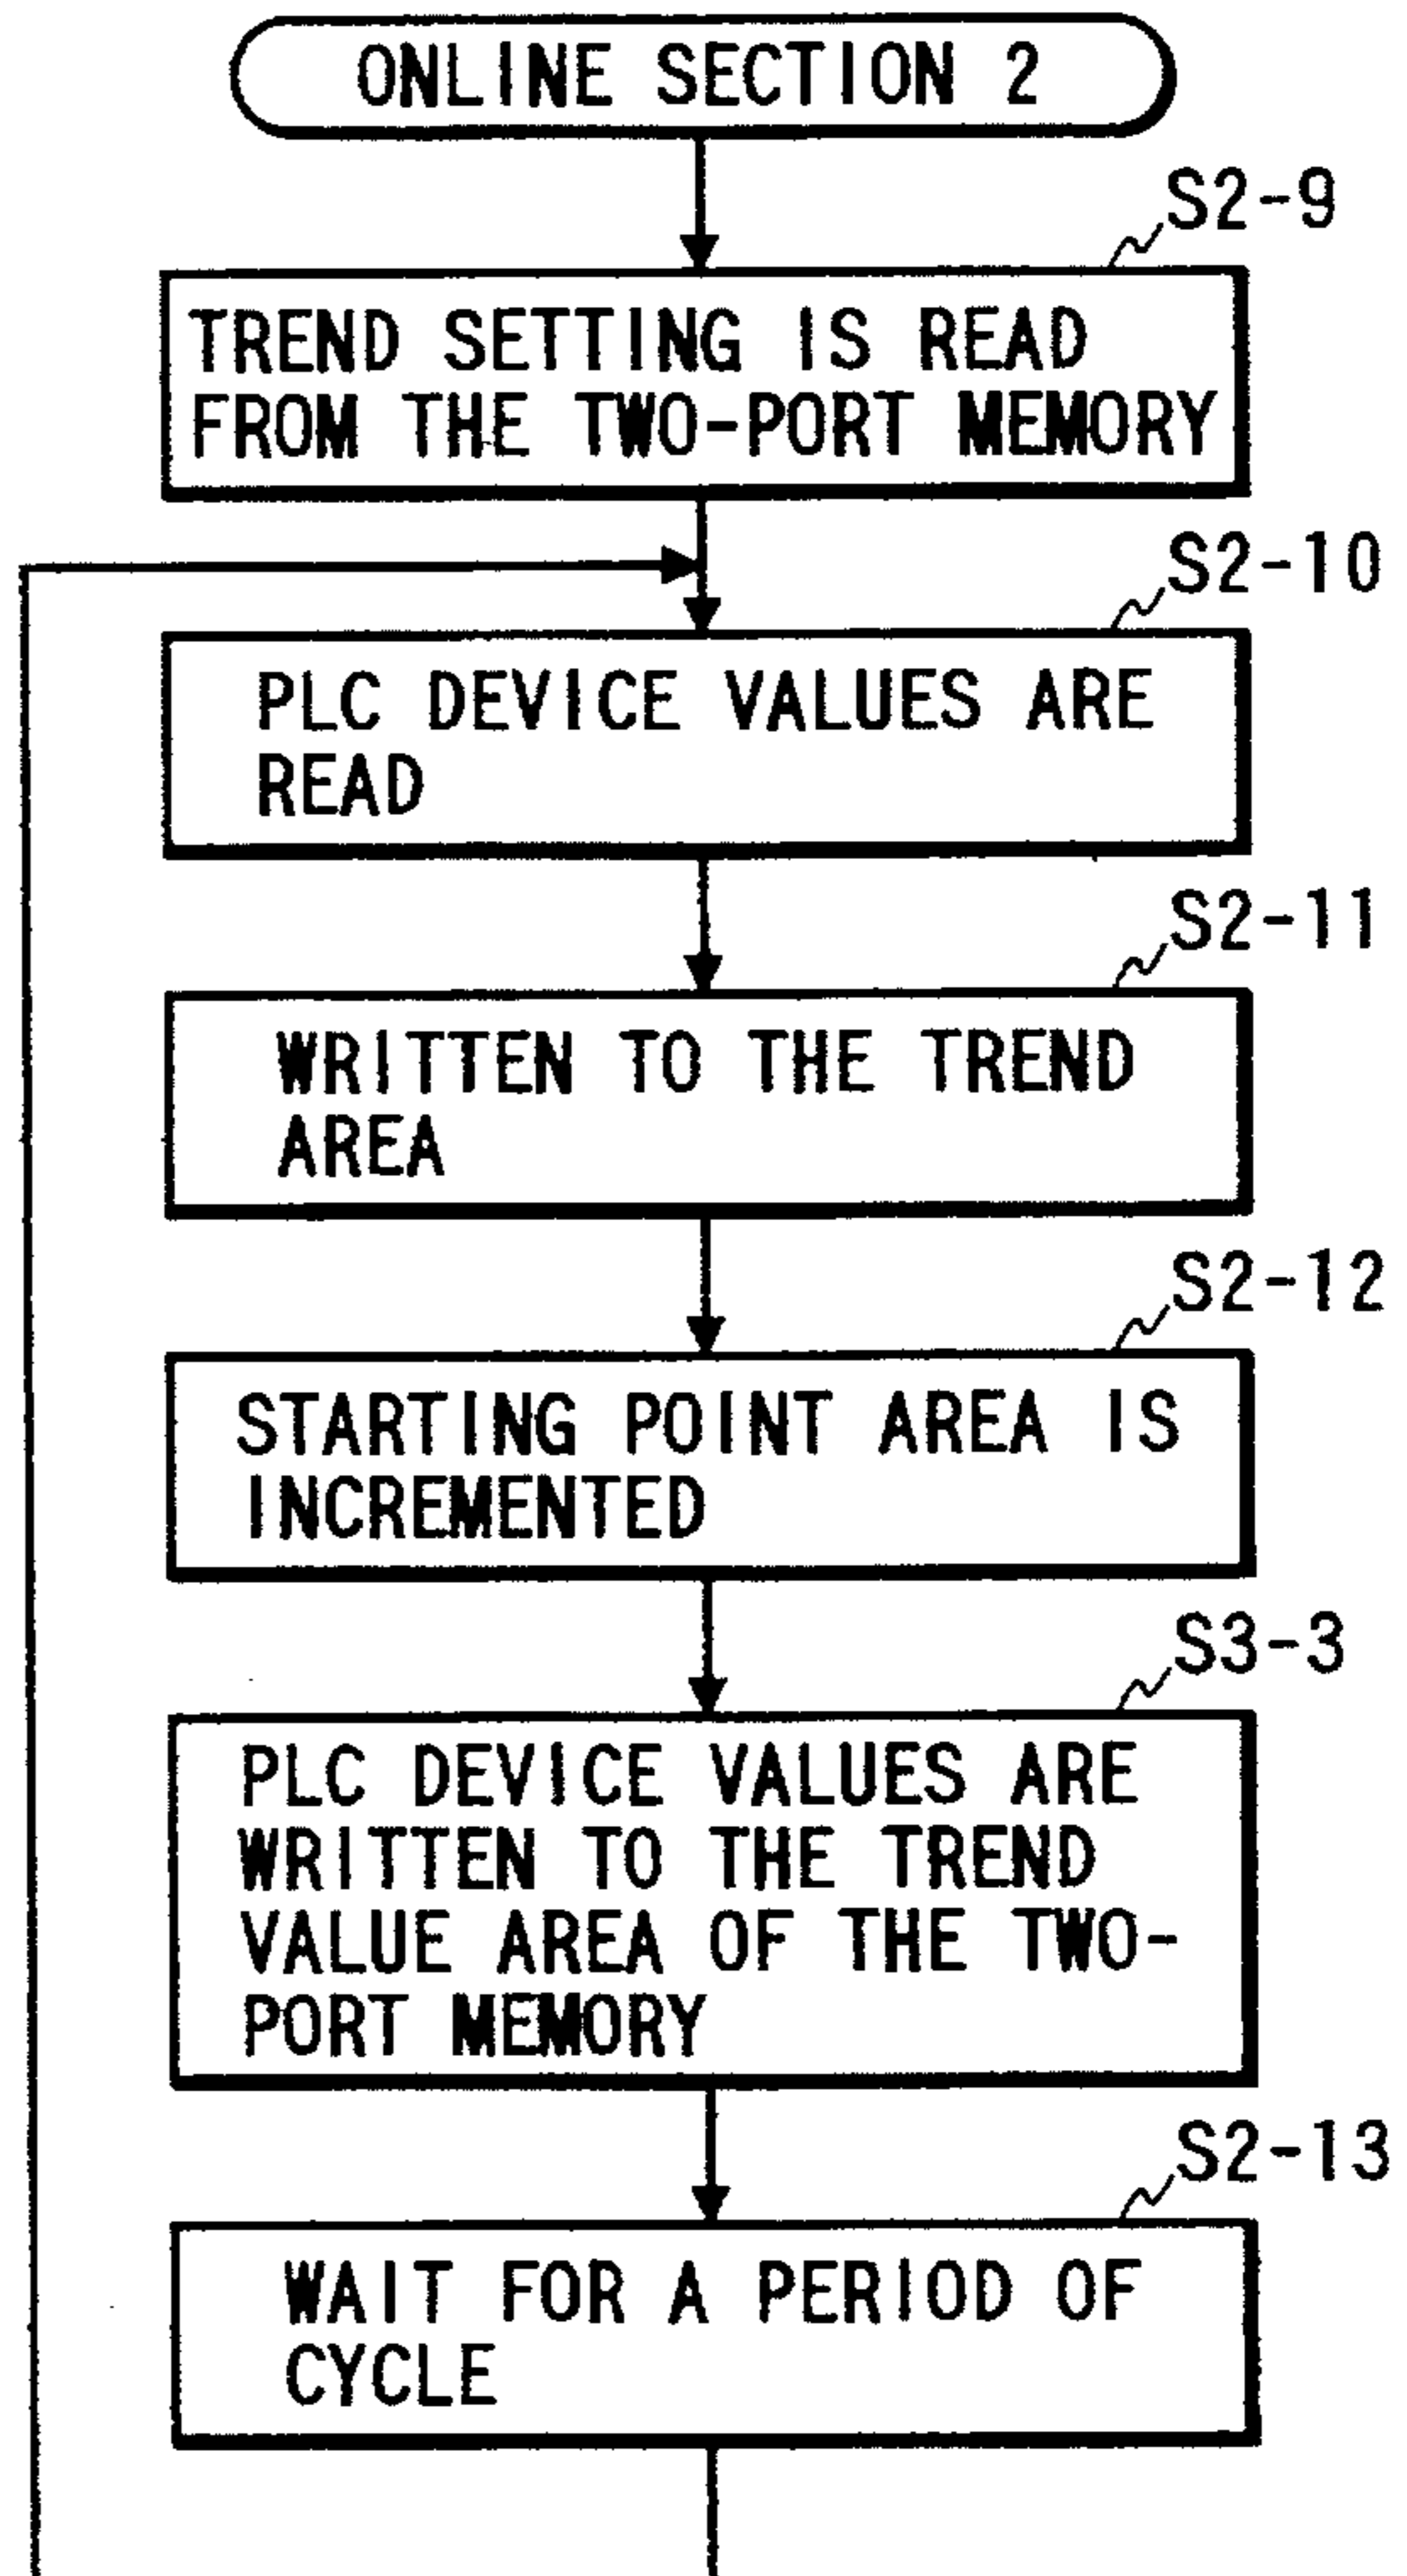 ONLINE SECTION 2
S2-9
TREND SETTING IS READ
FROM THE TWO-PORT MEMORY
S2-10
PLC DEVICE VALUES ARE
READ
S2-11
WRITTEN TO THE TREND
AREA
S2-12
STARTING POINT AREA IS
INCREMENTED
S3-3
PLC DEVICE VALUES ARE
WRITTEN TO THE TREND
VALUE AREA OF THE TWO-
PORT MEMORY
S2-13
WAIT FOR A PERIOD OF
CYCLE